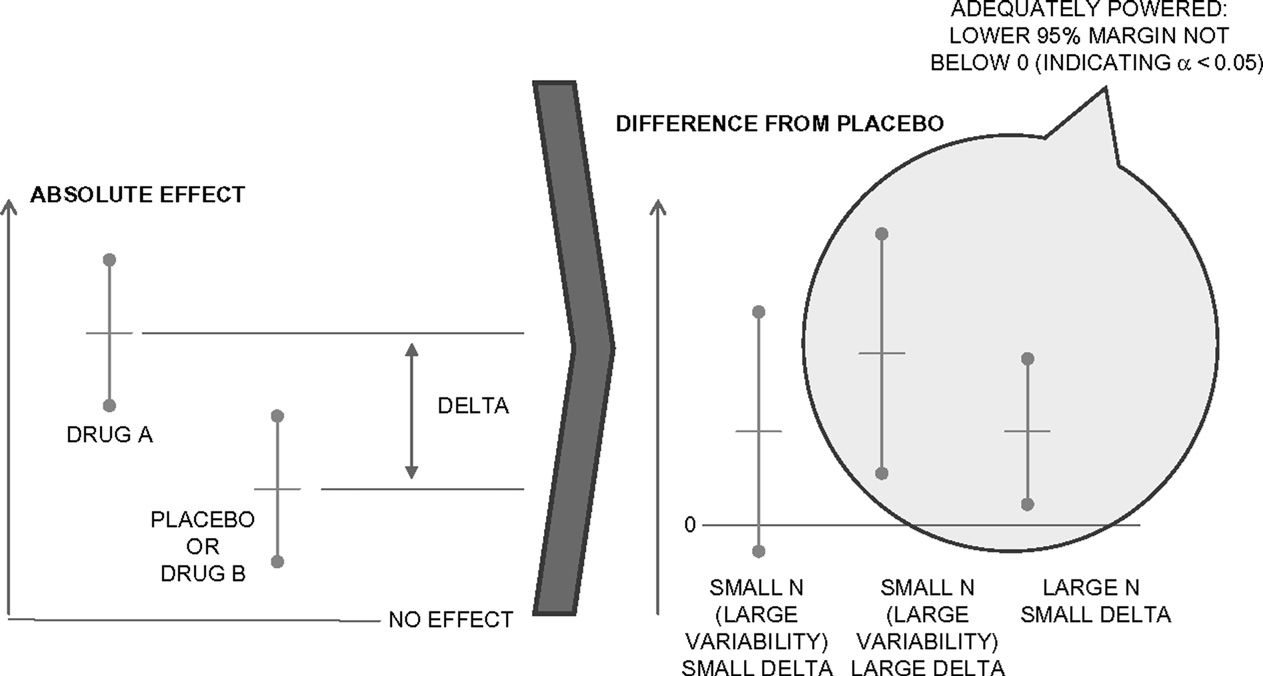 ADEQUATELY POWERED:
LOWER 95% MARGIN NOT
BELOW 0 (INDICATING α < 0.05)
DIFFERENCE FROM PLACEBO
ABSOLUTE EFFECT
DRUG A
DELTA
PLACEBO
OR
DRUG B
NO EFFECT
0
SMALL N
(LARGE
VARIABILITY)
SMALL DELTA
SMALL N
(LARGE
VARIABILITY)
LARGE DELTA
LARGE N
SMALL DELTA